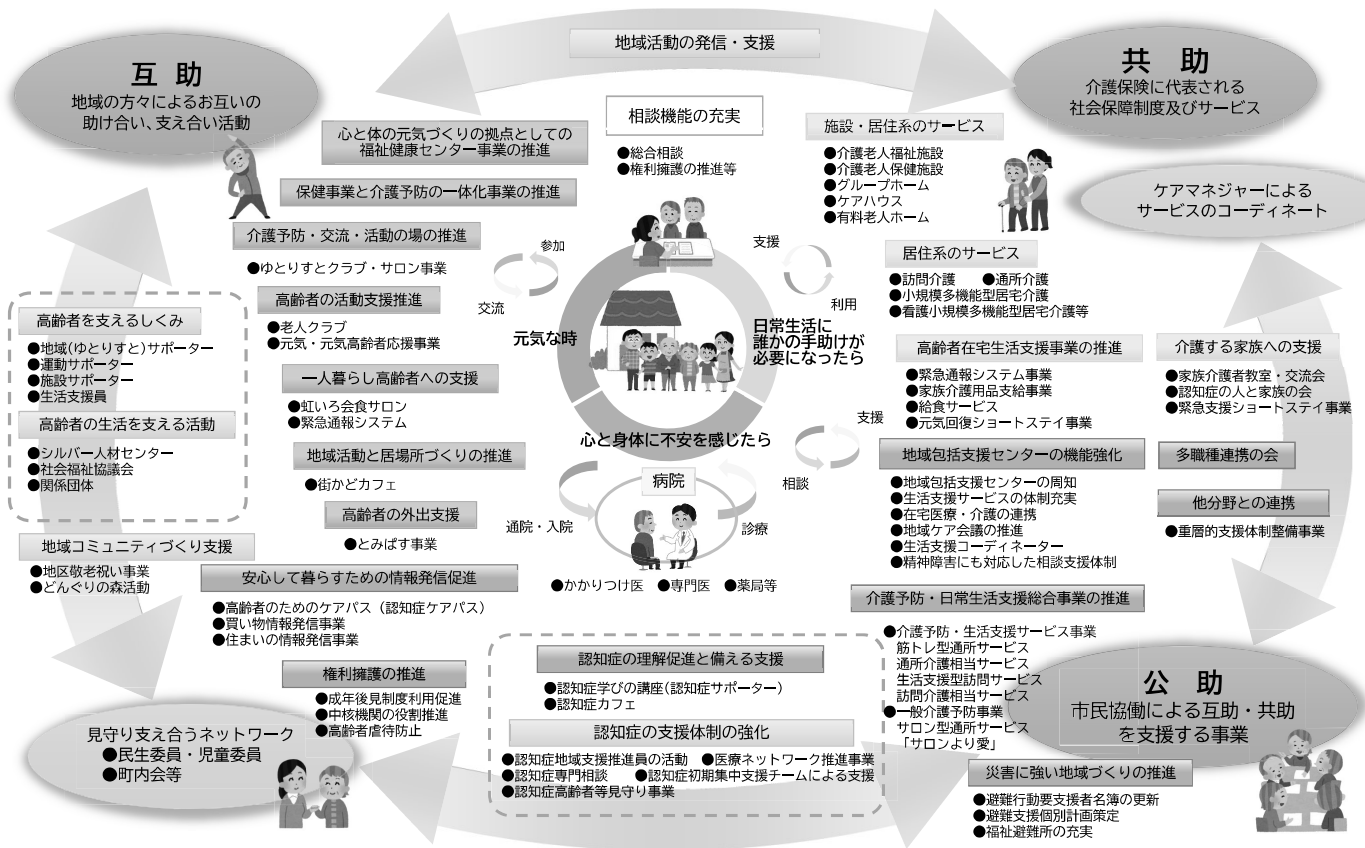 地域活動の発信・支援
互　助
地域の方々によるお互いの
助け合い、支え合い活動
共　助
介護保険に代表される
社会保障制度及びサービス
ケアマネジャーによる
サービスのコーディネート
心と体の元気づくりの拠点としての
福祉健康センター事業の推進
保健事業と介護予防の一体化事業の推進
介護予防・交流・活動の場の推進
●ゆとりすとクラブ・サロン事業
高齢者の活動支援推進
●老人クラブ
●元気・元気高齢者応援事業
一人暮らし高齢者への支援
●虹いろ会食サロン
●緊急通報システム
地域活動と居場所づくりの推進
●街かどカフェ
高齢者の外出支援
●とみぱす事業
高齢者を支えるしくみ
●地域(ゆとりすと)サポーター
●運動サポーター
●施設サポーター
●生活支援員
高齢者の生活を支える活動
●シルバー人材センター
●社会福祉協議会
●関係団体
地域コミュニティづくり支援
●地区敬老祝い事業
●どんぐりの森活動
安心して暮らすための情報発信促進
●高齢者のためのケアパス（認知症ケアパス）
●買い物情報発信事業
●住まいの情報発信事業
権利擁護の推進
●成年後見制度利用促進
●中核機関の役割推進
●高齢者虐待防止
見守り支え合うネットワーク
●民生委員・児童委員
●町内会等
相談機能の充実
●総合相談
●権利擁護の推進等
参加
交流
支援
利用
元気な時
日常生活に
誰かの手助けが
必要になったら
心と身体に不安を感じたら
支援
相談
病院
通院・入院
診療
●かかりつけ医　●専門医　●薬局等
認知症の理解促進と備える支援
●認知症学びの講座(認知症サポーター)
●認知症カフェ
認知症の支援体制の強化
●認知症地域支援推進員の活動　●医療ネットワーク推進事業
●認知症専門相談　●認知症初期集中支援チームによる支援
●認知症高齢者等見守り事業
施設・居住系のサービス
●介護老人福祉施設
●介護老人保健施設
●グループホーム
●ケアハウス
●有料老人ホーム
居住系のサービス
●訪問介護　●通所介護
●小規模多機能型居宅介護
●看護小規模多機能型居宅介護等
高齢者在宅生活支援事業の推進
●緊急通報システム事業
●家族介護用品支給事業
●給食サービス
●元気回復ショートステイ事業
地域包括支援センターの機能強化
●地域包括支援センターの周知
●生活支援サービスの体制充実
●在宅医療・介護の連携
●地域ケア会議の推進
●生活支援コーディネーター
●精神障害にも対応した相談支援体制
介護予防・日常生活支援総合事業の推進
●介護予防・生活支援サービス事業
筋トレ型通所サービス
通所介護相当サービス
生活支援型訪問サービス
訪問介護相当サービス
●一般介護予防事業
サロン型通所サービス
「サロンより愛」
介護する家族への支援
●家族介護者教室・交流会
●認知症の人と家族の会
●緊急支援ショートステイ事業
多職種連携の会
他分野との連携
●重層的支援体制整備事業
公　助
市民協働による互助・共助
を支援する事業
災害に強い地域づくりの推進
●避難行動要支援者名簿の更新
●避難支援個別計画策定
●福祉避難所の充実